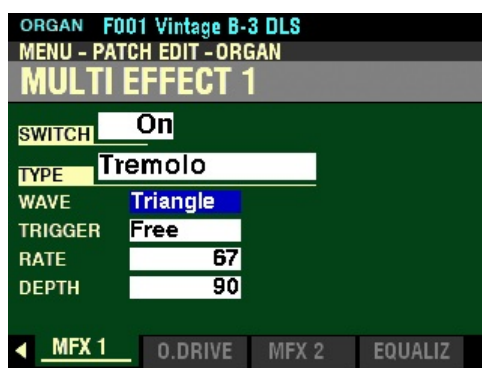 ORGAN F001 Vintage B-3 DLS
MENU - PATCH EDIT - ORGAN
MULTI EFFECT 1
SWITCH On
TYPE Tremolo
WAVE Triangle
TRIGGER Free
RATE 67
DEPTH 90
MFX 1 O.DRIVE MFX 2 EQUALIZ